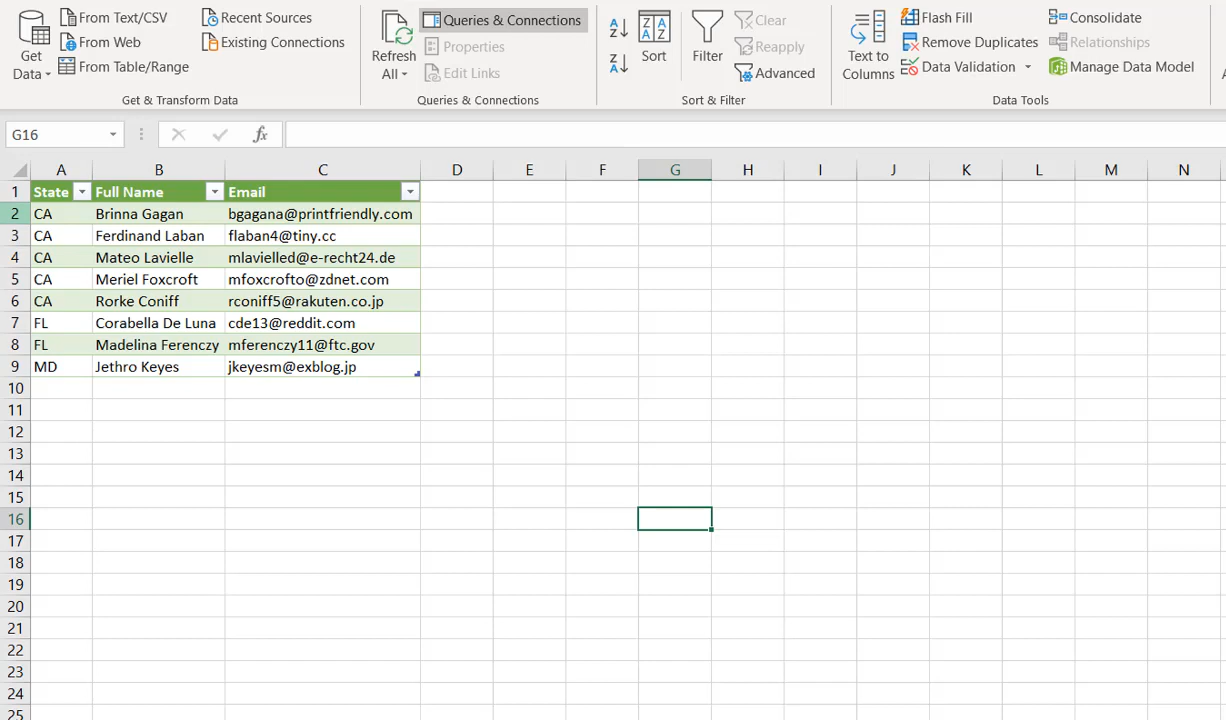 From Text/CSV
Recent Sources
From Web
Existing Connections
Get
Data
From Table/Range
Get & Transform Data
Refresh
All
Queries & Connections
Properties
Edit Links
Queries & Connections
A Z
Z A
Z A
A Z
Sort
Filter
Clear
Reapply
Advanced
Sort & Filter
Text to
Columns
Flash Fill
Remove Duplicates
Data Validation
Consolidate
Relationships
Manage Data Model
Data Tools
G16
fx
A B C D E F G H I J K L M N
1 State Full Name Email
2 CA Brinna Gagan bgagana@printfriendly.com
3 CA Ferdinand Laban flaban4@tiny.cc
4 CA Mateo Lavielle mlavielled@e-recht24.de
5 CA Meriel Foxcroft mfoxcrofto@zdnet.com
6 CA Rorke Coniff rconiff5@rakuten.co.jp
7 FL Corabella De Luna cde13@reddit.com
8 FL Madelina Ferenczy mferenczy11@ftc.gov
9 MD Jethro Keyes jkeyesm@exblog.jp
10
11
12
13
14
15
16
17
18
19
20
21
22
23
24
25